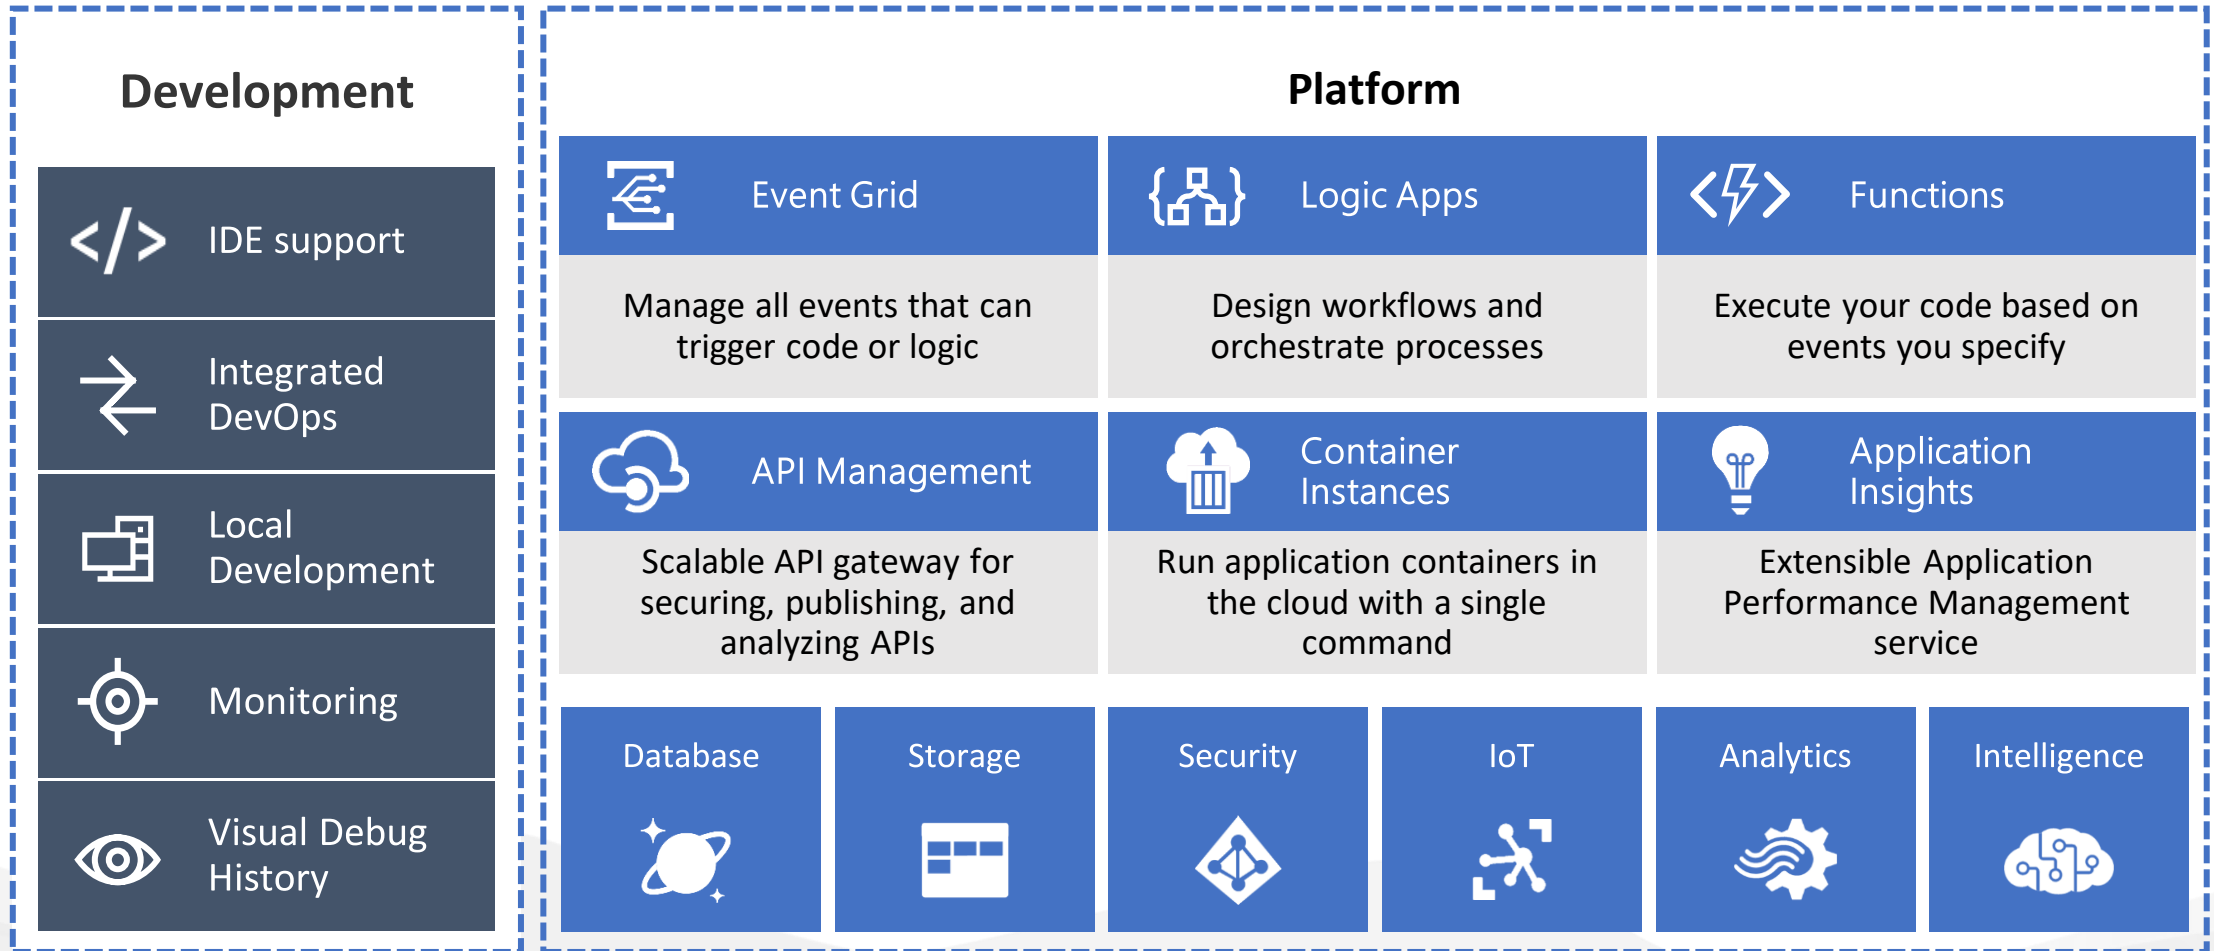 Development
IDE support
Integrated
DevOps
Local
Development
Monitoring
Visual Debug
History
Platform
Event Grid
Manage all events that can
trigger code or logic
Logic Apps
Design workflows and
orchestrate processes
Functions
Execute your code based on
events you specify
API Management
Scalable API gateway for
securing, publishing, and
analyzing APIs
Container
Instances
Run application containers in
the cloud with a single
command
Application
Insights
Extensible Application
Performance Management
service
Database
Storage
Security
IoT
Analytics
Intelligence